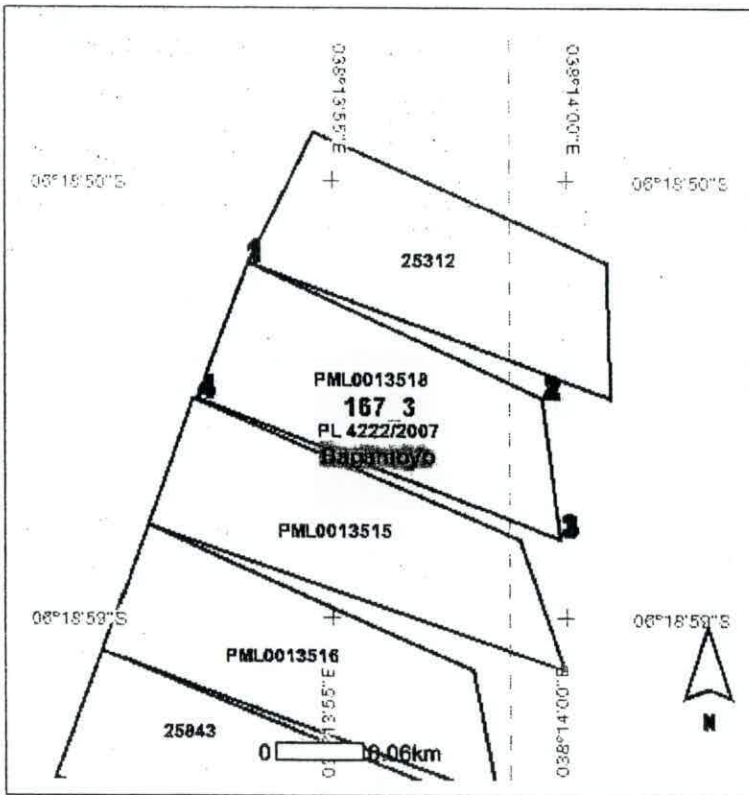 038°13'55"E
038°14'00"E
06°18'50"S
06°18'50"S
1
25312
PML0013518
2
4
167_3
PL 4222/2007
Bagamoyo
3
PML0013515
06°18'59"S
06°18'59"S
PML0013516
25843
0
0.06km
038°14'00"E
N